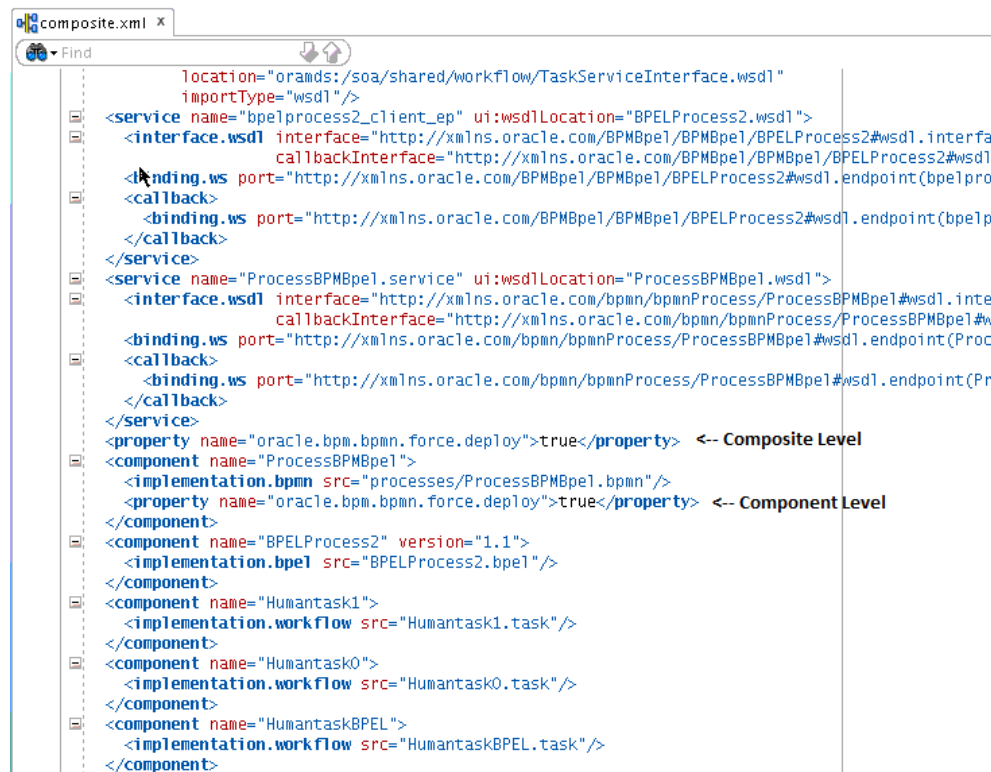 composite.xml x
Find
location="oramds:/soa/shared/workflow/TaskServiceInterface.wsdl"
importType="wsdl"/>
<service name="bpelprocess2_client_ep" ui:wsdlLocation="BPELProcess2.wsdl">
<interface.wsdl interface="http://xmlns.oracle.com/BPMBpel/BPMBpel/BPELProcess2#wsdl.interfa
callbackInterface="http://xmlns.oracle.com/BPMBpel/BPMBpel/BPELProcess2#wsdl
<binding.ws port="http://xmlns.oracle.com/BPMBpel/BPMBpel/BPELProcess2#wsdl.endpoint(bpelpro
<callback>
<binding.ws port="http://xmlns.oracle.com/BPMBpel/BPMBpel/BPELProcess2#wsdl.endpoint(bpelp
</callback>
</service>
<service name="ProcessBPMBpel.service" ui:wsdlLocation="ProcessBPMBpel.wsdl">
<interface.wsdl interface="http://xmlns.oracle.com/bpmn/bpmnProcess/ProcessBPMBpel#wsdl.inte
callbackInterface="http://xmlns.oracle.com/bpmn/bpmnProcess/ProcessBPMBpel#w
<binding.ws port="http://xmlns.oracle.com/bpmn/bpmnProcess/ProcessBPMBpel#wsdl.endpoint(Proc
<callback>
<binding.ws port="http://xmlns.oracle.com/bpmn/bpmnProcess/ProcessBPMBpel#wsdl.endpoint(Pr
</callback>
</service>
<property name="oracle.bpm.bpmn.force.deploy">true</property> <-- Composite Level
<component name="ProcessBPMBpel">
<implementation.bpmn src="processes/ProcessBPMBpel.bpmn"/>
<property name="oracle.bpm.bpmn.force.deploy">true</property> <-- Component Level
</component>
<component name="BPELProcess2" version="1.1">
<implementation.bpel src="BPELProcess2.bpel"/>
</component>
<component name="Humantask1">
<implementation.workflow src="Humantask1.task"/>
</component>
<component name="HumantaskO">
<implementation.workflow src="HumantaskO.task"/>
</component>
<component name="HumantaskBPEL">
<implementation.workflow src="HumantaskBPEL.task"/>
</component>